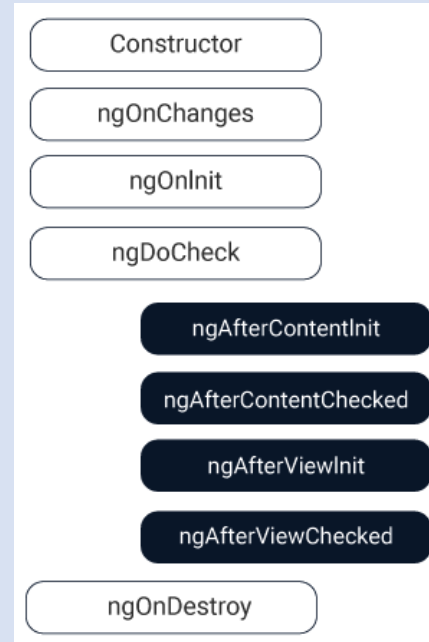 Constructor
ngOnChanges
ngOnInit
ngDoCheck
ngAfterContentInit
ngAfterContentChecked
ngAfterViewInit
ngAfterViewChecked
ngOnDestroy